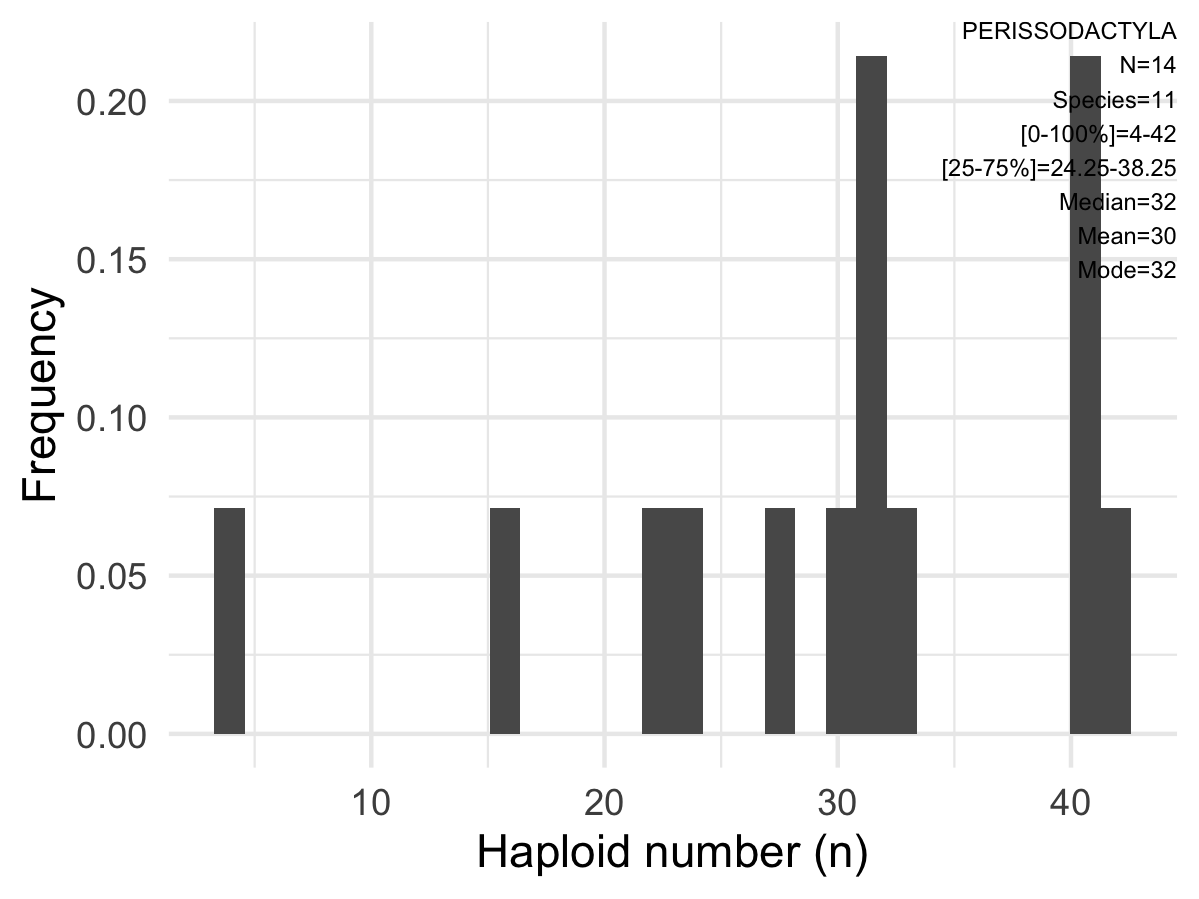 PERISSODACTYLA
N=14
Species=11
[0-100%]=4-42
[25-75%]=24.25-38.25
Median=32
Mean=30
Mode=32
0.20
0.15
0.10
0.05
0.00
Frequency
10 20 30 40
Haploid number (n)